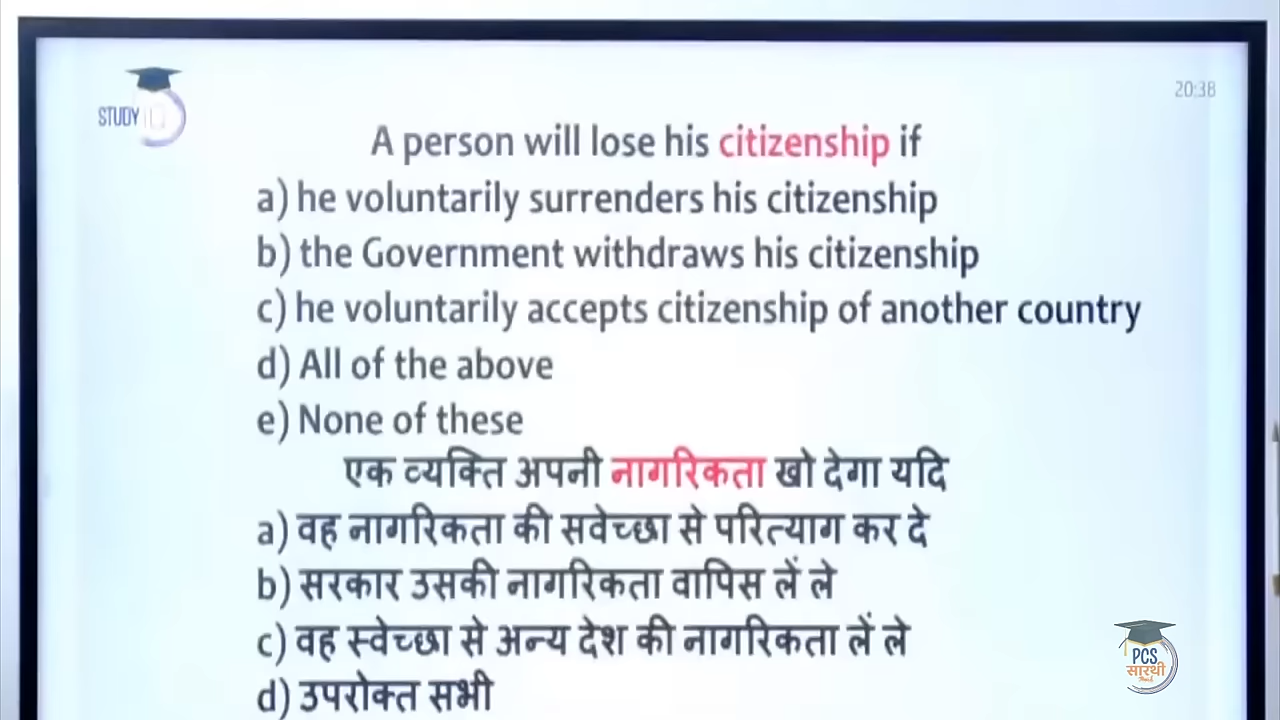 STUDY
20:38
A person will lose his citizenship if
a) he voluntarily surrenders his citizenship
b) the Government withdraws his citizenship
c) he voluntarily accepts citizenship of another country
d) All of the above
e) None of these
एक व्यक्ति अपनी नागरिकता खो देगा यदि
a) वह नागरिकता की सवेच्छा से परित्याग कर दे
b) सरकार उसकी नागरिकता वापिस लें ले
c) वह स्वेच्छा से अन्य देश की नागरिकता लें ले
d) उपरोक्त सभी
PCS
सारथी